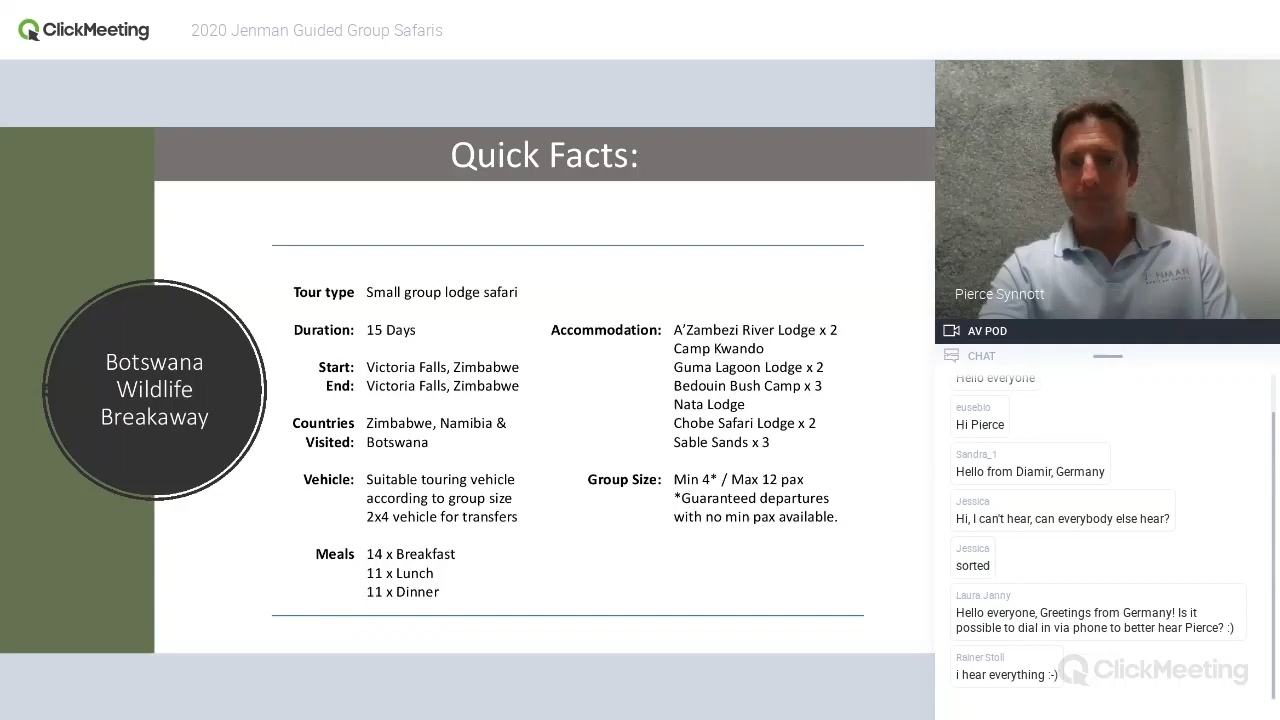 ClickMeeting
2020 Jenman Guided Group Safaris
Quick Facts:
Botswana
Wildlife
Breakaway
Tour type Small group lodge safari
Duration: 15 Days
Start: Victoria Falls, Zimbabwe
End: Victoria Falls, Zimbabwe
Countries Zimbabwe, Namibia &
Visited: Botswana
Vehicle: Suitable touring vehicle
according to group size
2x4 vehicle for transfers
Meals 14 x Breakfast
11 x Lunch
11 x Dinner
Accommodation: A’Zambezi River Lodge x 2
Camp Kwando
Guma Lagoon Lodge x 2
Bedouin Bush Camp x 3
Nata Lodge
Chobe Safari Lodge x 2
Sable Sands x 3
Group Size: Min 4* / Max 12 pax
*Guaranteed departures
with no min pax available.
Pierce Synnott
AV POD
CHAT
Hello everyone
eusebio
Hi Pierce
Sandra_1
Hello from Diamir, Germany
Jessica
Hi, I can't hear, can everybody else hear?
Jessica
sorted
Laura.Janny
Hello everyone, Greetings from Germany! Is it
possible to dial in via phone to better hear Pierce? :)
Rainer Stoll
i hear everything :-)
ClickMeeting